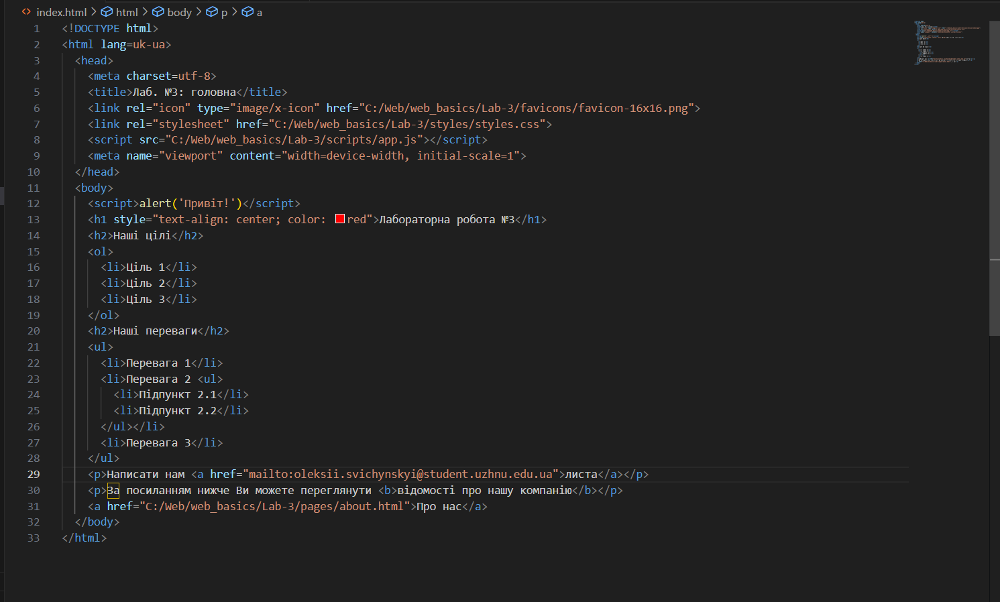 index.html > html > body > p > a
1 <!DOCTYPE html>
2 <html lang=uk-ua>
3 <head>
4 <meta charset=utf-8>
5 <title>Лаб. №3: головна</title>
6 <link rel="icon" type="image/x-icon" href="C:/Web/web_basics/Lab-3/favicons/favicon-16x16.png">
7 <link rel="stylesheet" href="C:/Web/web_basics/Lab-3/styles/styles.css">
8 <script src="C:/Web/web_basics/Lab-3/scripts/app.js"></script>
9 <meta name="viewport" content="width=device-width, initial-scale=1">
10 </head>
11 <body>
12 <script>alert('Привіт!')</script>
13 <h1 style="text-align: center; color: red">Лабораторна робота №3</h1>
14 <h2>Наші цілі</h2>
15 <ol>
16 <li>Ціль 1</li>
17 <li>Ціль 2</li>
18 <li>Ціль 3</li>
19 </ol>
20 <h2>Наші переваги</h2>
21 <ul>
22 <li>Перевага 1</li>
23 <li>Перевага 2 <ul>
24 <li>Підпункт 2.1</li>
25 <li>Підпункт 2.2</li>
26 </ul></li>
27 <li>Перевага 3</li>
28 </ul>
29 <p>Написати нам <a href="mailto:oleksii.svichynskyi@student.uzhnu.edu.ua">листа</a></p>
30 <p>За посиланням нижче Ви можете переглянути <b>відомості про нашу компанію</b></p>
31 <a href="C:/Web/web_basics/Lab-3/pages/about.html">Про нас</a>
32 </body>
33 </html>